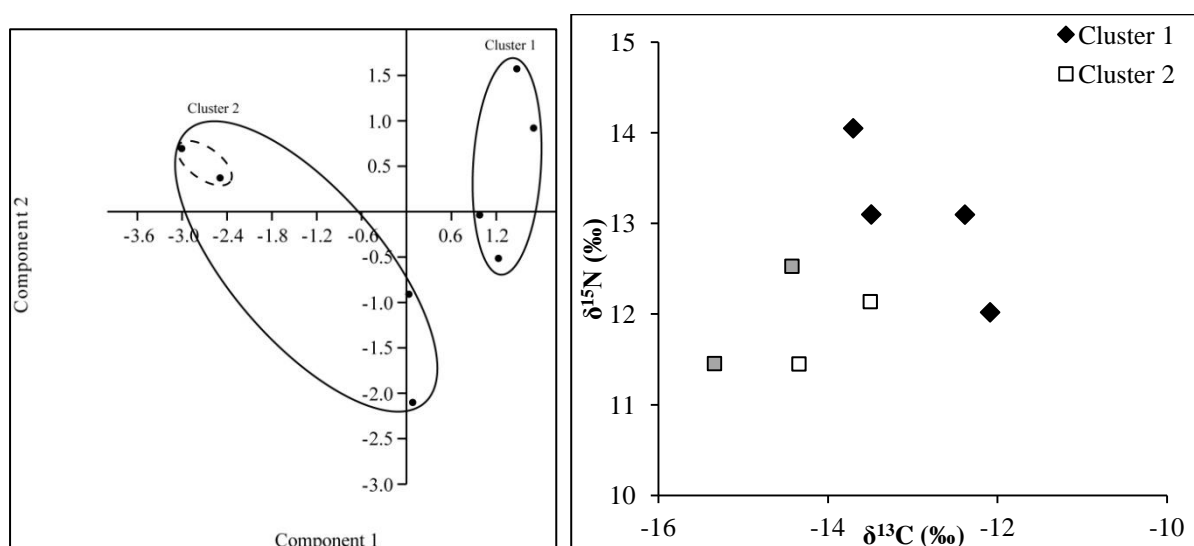 Cluster 1
1.5
Cluster 2
1.0
0.5
-3.6 -3.0 -2.4 -1.8 -1.2 -0.6 0.6 1.2
-0.5
-1.0
-1.5
-2.0
-2.5
-3.0
Component 2
Component 1
Cluster 1
Cluster 2
15
14
13
12
11
10
δ15N (‰)
-16 -14 -12 -10
δ13C (‰)